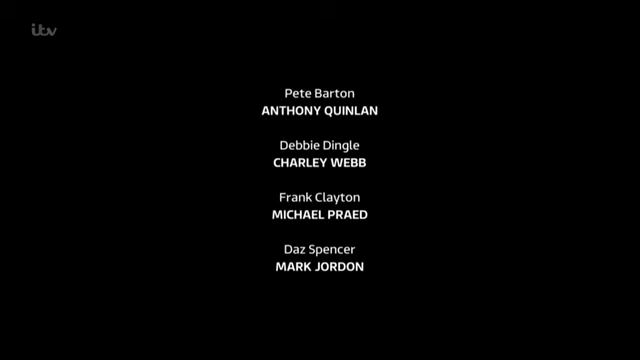 itv
Pete Barton
ANTHONY QUINLAN
Debbie Dingle
CHARLEY WEBB
Frank Clayton
MICHAEL PRAED
Daz Spencer
MARK JORDON